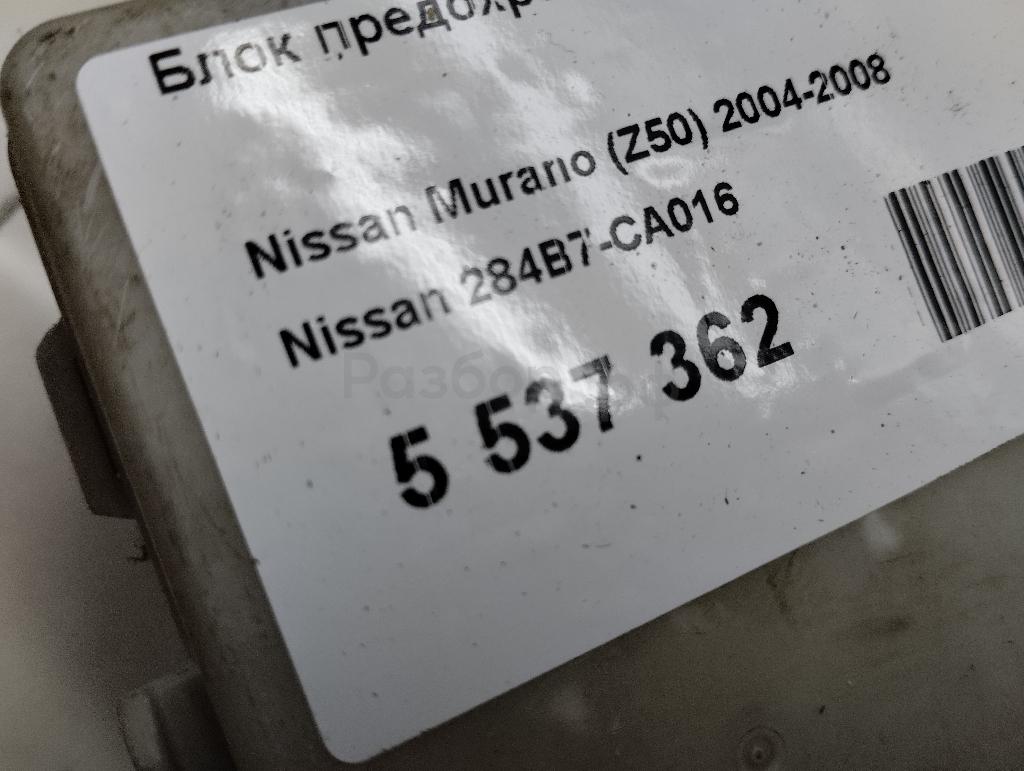 Блок предохр
Nissan Murano (Z50) 2004-2008
Nissan 284B7-CA016
5 537 362